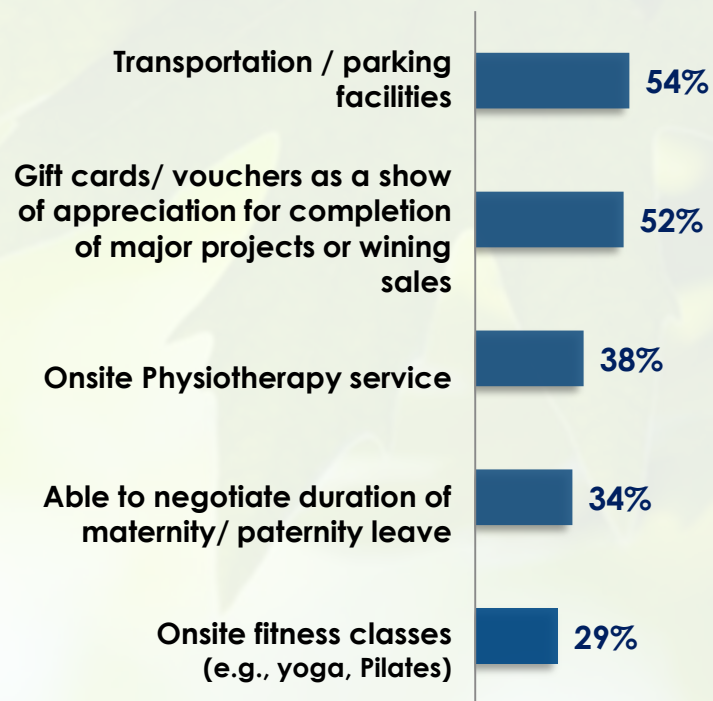 Transportation / parking
facilities
54%
Gift cards/ vouchers as a show
of appreciation for completion
of major projects or wining
sales
52%
Onsite Physiotherapy service
38%
Able to negotiate duration of
maternity/ paternity leave
34%
Onsite fitness classes
(e.g., yoga, Pilates)
29%